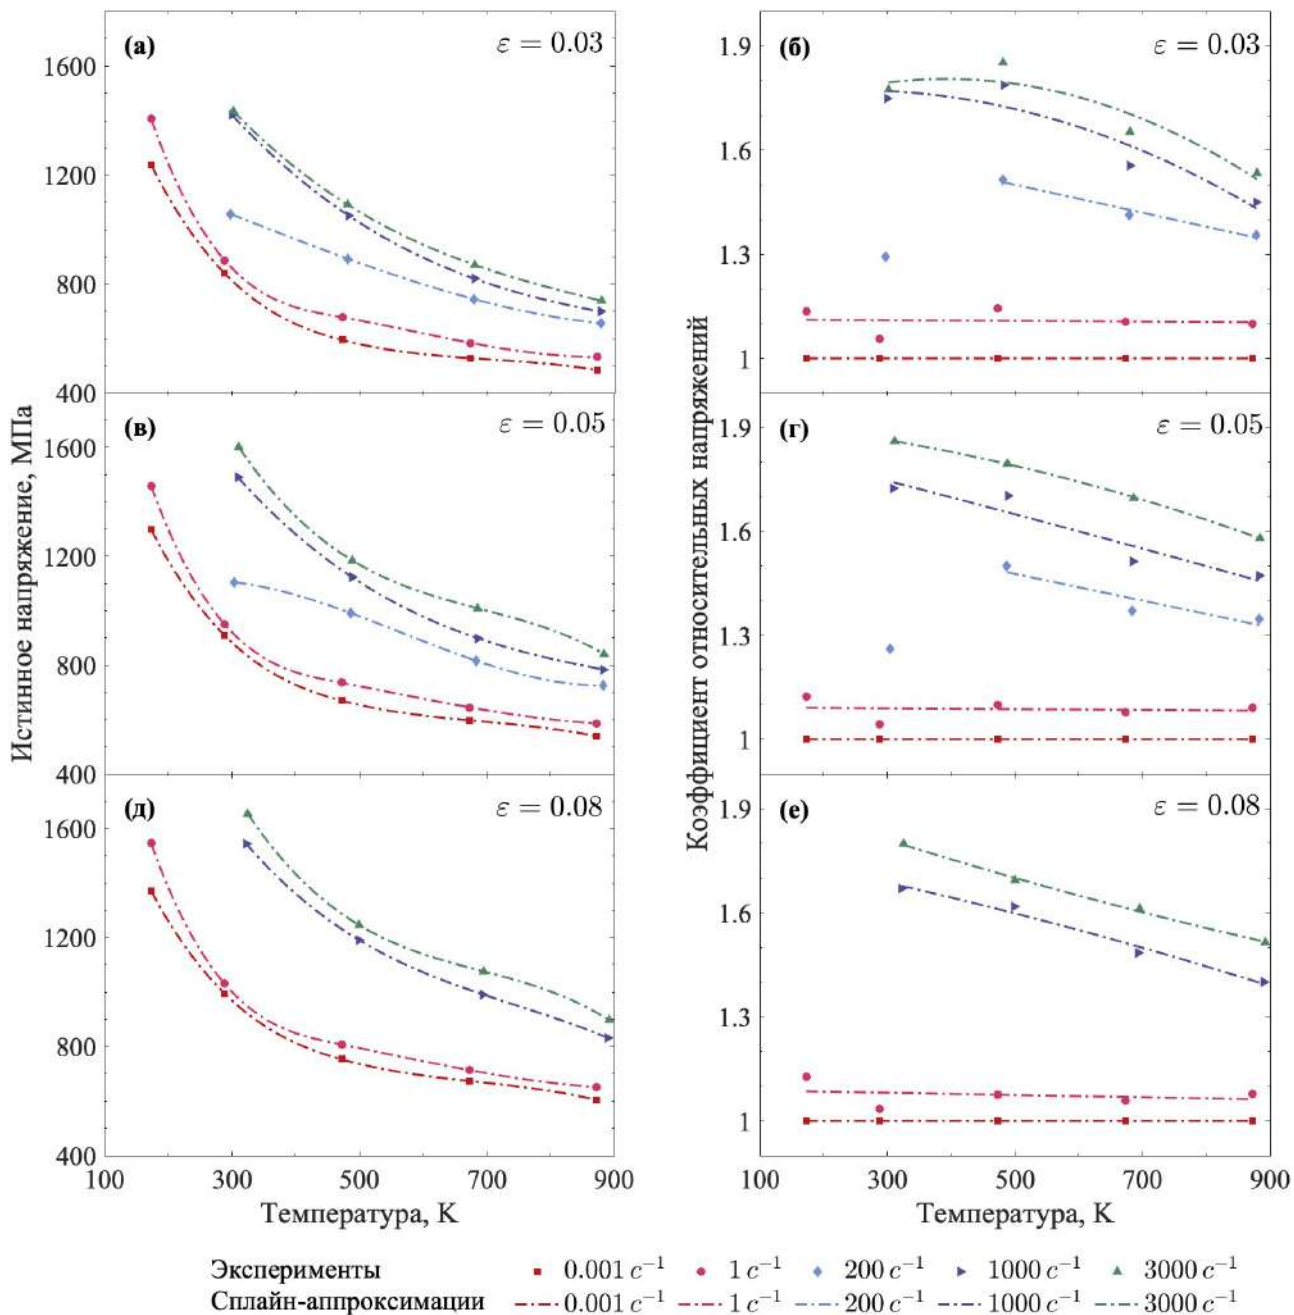 (а) ε = 0.03
(б) ε = 0.03
1600
1200
800
400
1.9
1.6
1.3
1
(в) ε = 0.05
(г) ε = 0.05
1600
1200
800
400
1.9
1.6
1.3
1
(д) ε = 0.08
(е) ε = 0.08
1600
1200
800
400
1.9
1.6
1.3
1
Истинное напряжение, МПа
Коэффициент относительных напряжений
100 300 500 700 900
100 300 500 700 900
Температура, К
Температура, К
Эксперименты 0.001 c⁻¹ 1 c⁻¹ 200 c⁻¹ 1000 c⁻¹ 3000 c⁻¹
Сплайн-аппроксимации 0.001 c⁻¹ 1 c⁻¹ 200 c⁻¹ 1000 c⁻¹ 3000 c⁻¹